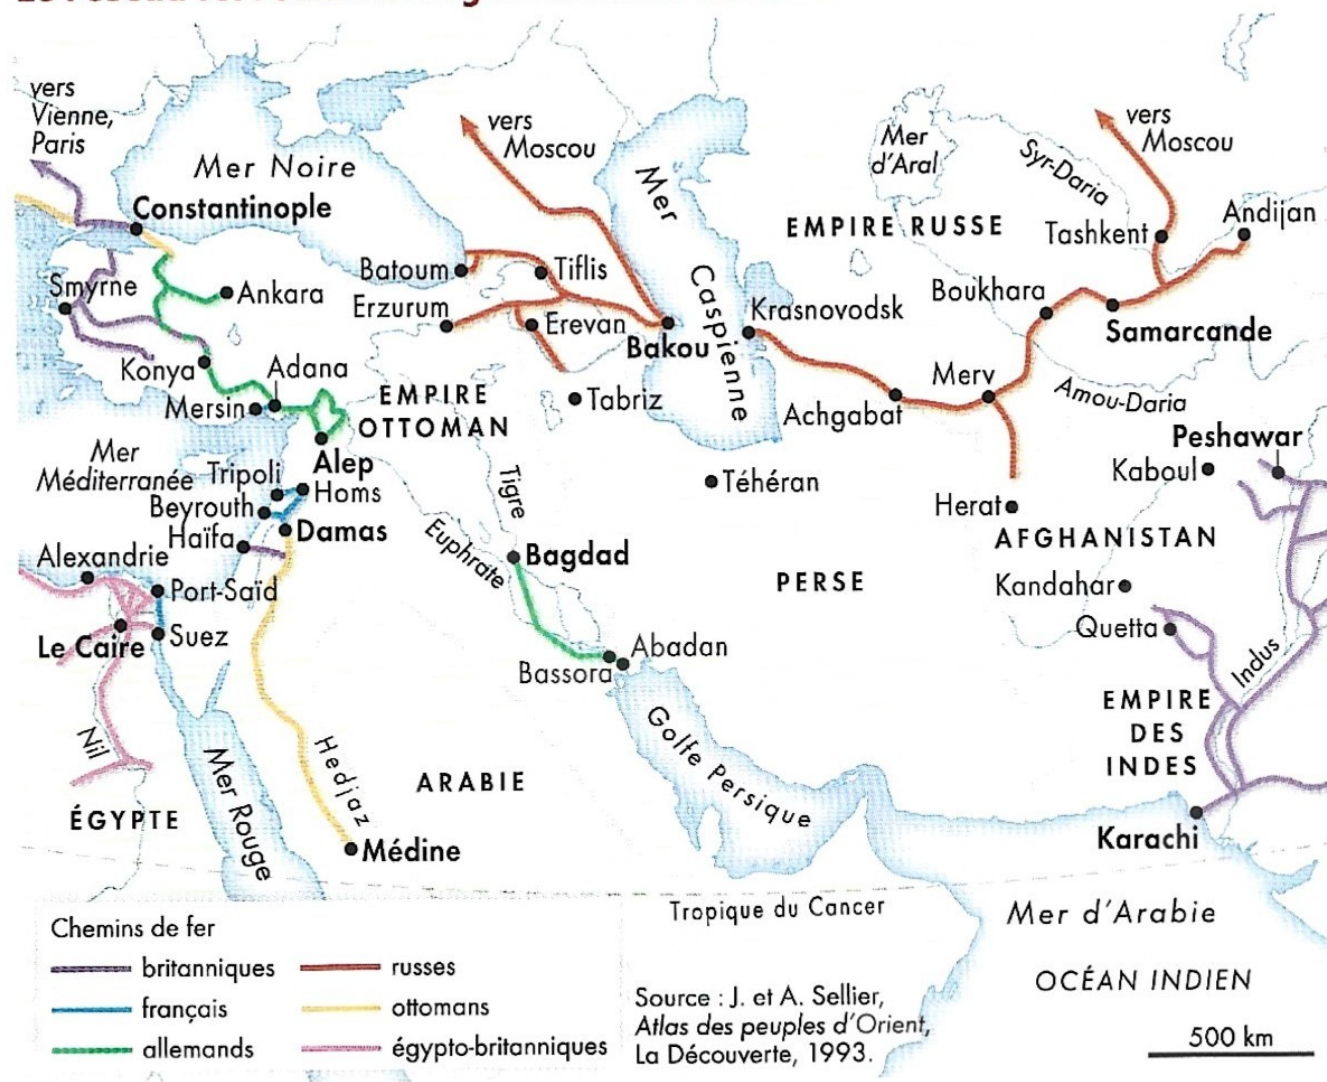 vers
Vienne,
Paris
Mer Noire
Constantinople
vers
Moscou
Mer
Caspienne
Mer
d'Aral
Syr-Daria
vers
Moscou
EMPIRE RUSSE
Tashkent
Andijan
Smyrne
Ankara
Batoum
Tiflis
Erzurum
Erevan
Bakou
Krasnovodsk
Boukhara
Samarcande
Konya
Adana
Mersin
EMPIRE
OTTOMAN
Tabriz
Achgabat
Merv
Amou-Daria
Peshawar
Kaboul
Mer
Méditerranée
Alep
Tripoli
Homs
Beyrouth
Damas
Haïfa
Tigre
Euphrate
Téhéran
Herat
AFGHANISTAN
Alexandrie
Port-Saïd
Le Caire
Suez
Bagdad
PERSE
Kandahar
Quetta
Abadan
Bassora
Indus
Nil
Mer Rouge
Hedjaz
ARABIE
Golfe Persique
EMPIRE
DES
INDES
ÉGYPTE
Médine
Karachi
Tropique du Cancer
Mer d'Arabie
OCÉAN INDIEN
Chemins de fer
britanniques
russes
français
ottomans
allemands
égypto-britanniques
Source : J. et A. Sellier,
Atlas des peuples d'Orient,
La Découverte, 1993.
500 km